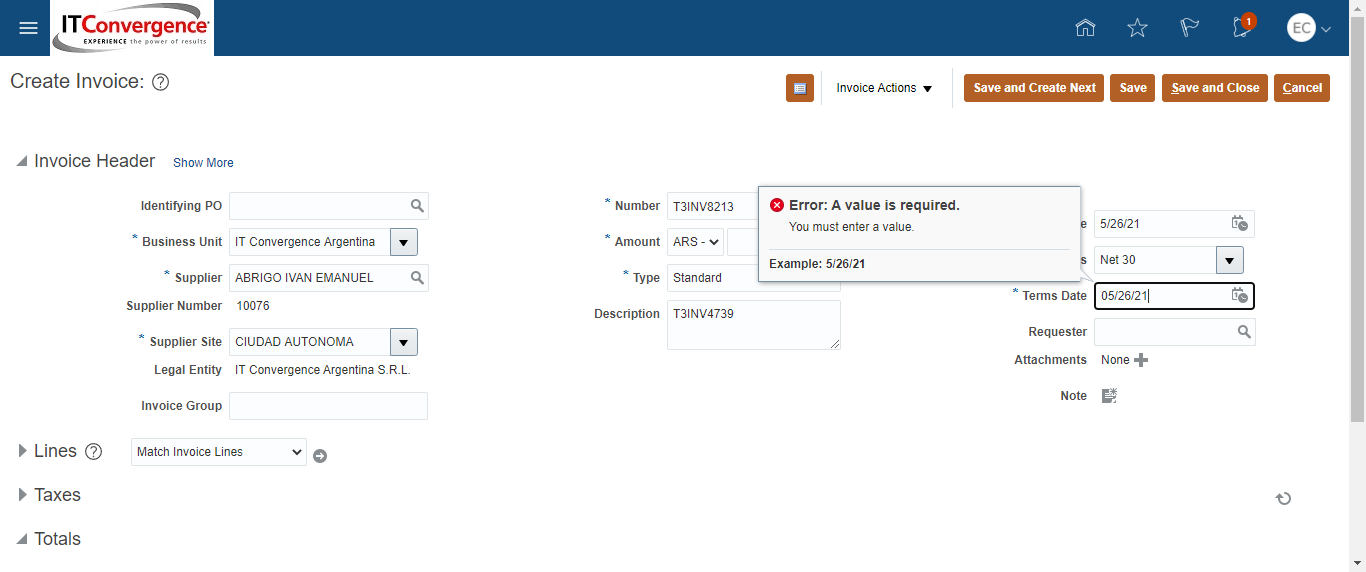 ITConvergence
EXPERIENCE the power of results
1
EC
Create Invoice: ?
Invoice Actions
Save and Create Next
Save
Save and Close
Cancel
Invoice Header Show More
Identifying PO
* Business Unit IT Convergence Argentina
* Supplier ABRIGO IVAN EMANUEL
Supplier Number 10076
* Supplier Site CIUDAD AUTONOMA
Legal Entity IT Convergence Argentina S.R.L.
Invoice Group
* Number T3INV8213
* Amount ARS -
* Type Standard
Description T3INV4739
Error: A value is required.
You must enter a value.
Example: 5/26/21
e 5/26/21
s Net 30
* Terms Date 05/26/21
Requester
Attachments None
Note
Lines ? Match Invoice Lines
Taxes
Totals